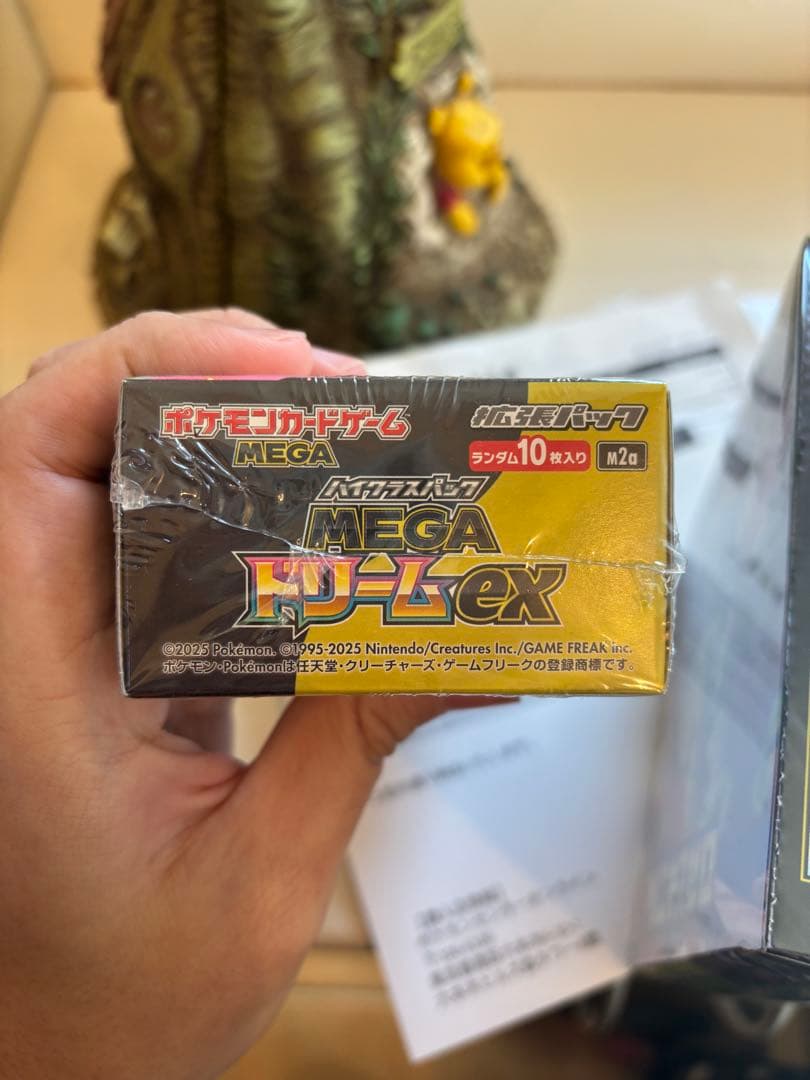 ポケモンカードゲーム
MEGA
拡張パック
ランダム10枚入り
M2a
ハイクラスパック
MEGA
ドリームex
©2025 Pokémon. ©1995-2025 Nintendo/Creatures Inc./GAME FREAK inc.
ポケモン・Pokémonは任天堂・クリーチャーズ・ゲームフリークの登録商標です。